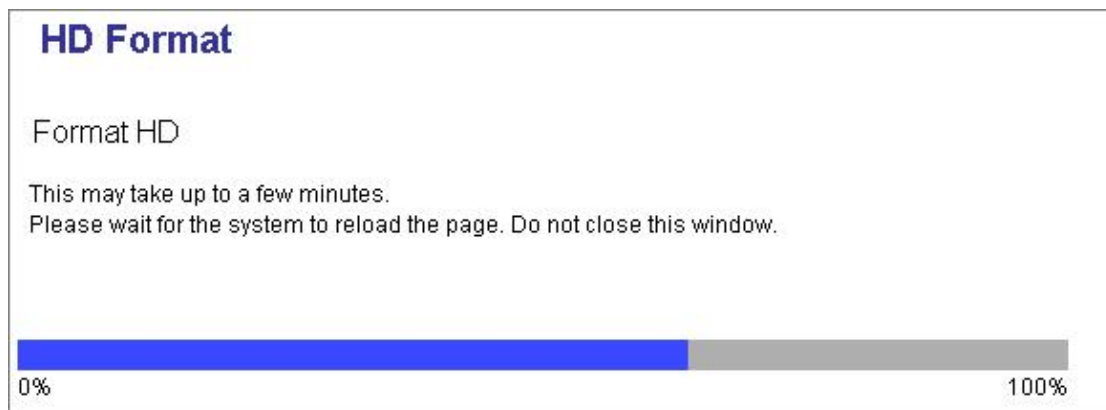 HD Format
Format HD
This may take up to a few minutes.
Please wait for the system to reload the page. Do not close this window.
0%
100%